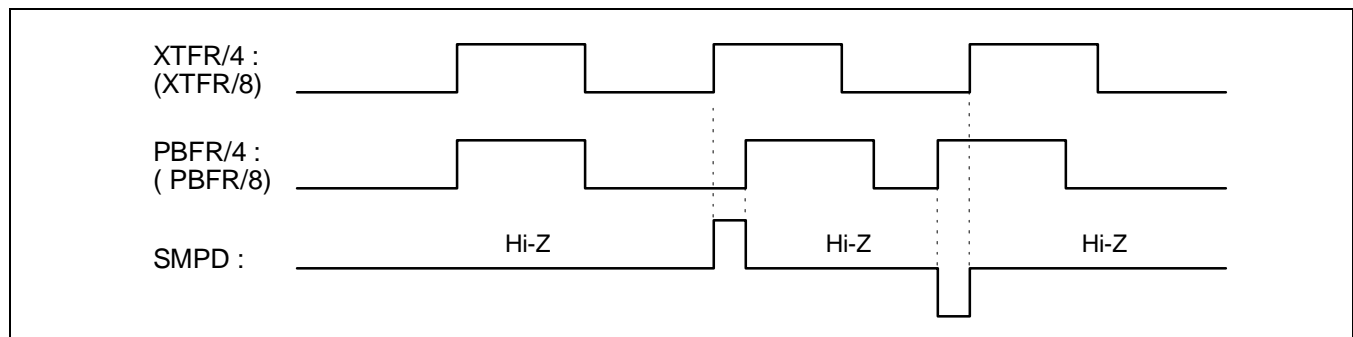 XTFR/4 :
(XTFR/8)
PBFR/4 :
( PBFR/8)
SMPD :
Hi-Z
Hi-Z
Hi-Z